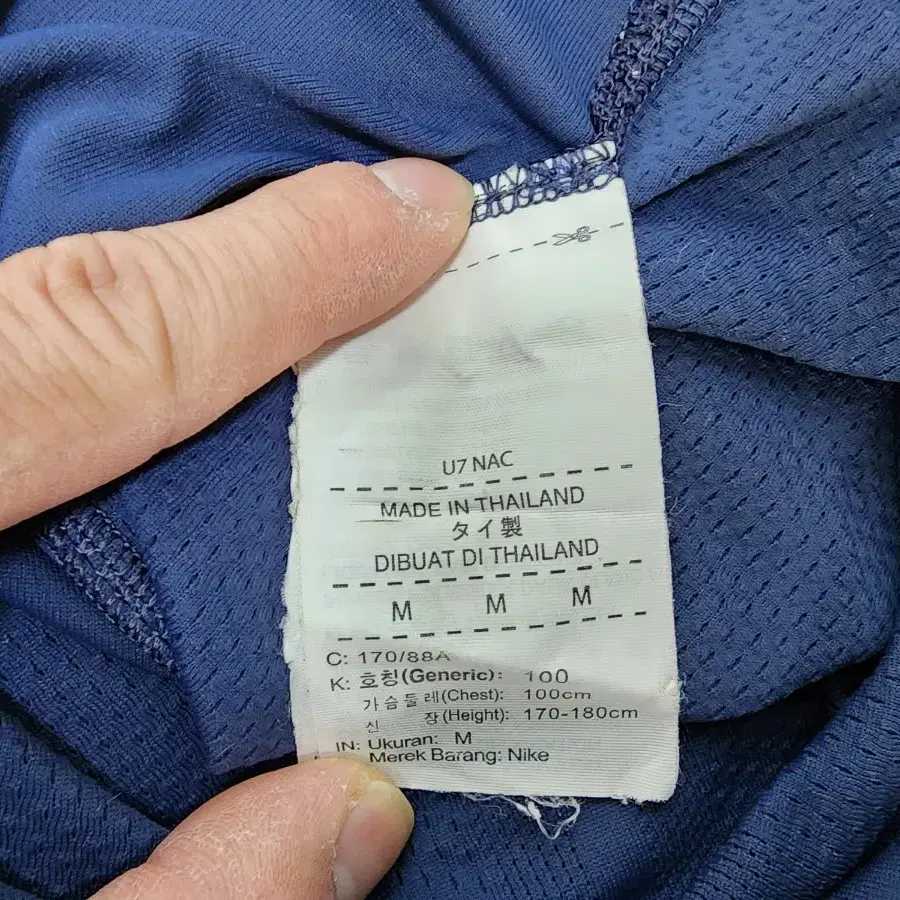 U7 NAC
MADE IN THAILAND
タイ製
DIBUAT DI THAILAND
M M M
C: 170/88A
K: 호칭(Generic): 100
가슴둘레(Chest): 100cm
신 장(Height): 170-180cm
IN: Ukuran: M
Merek Barang: Nike